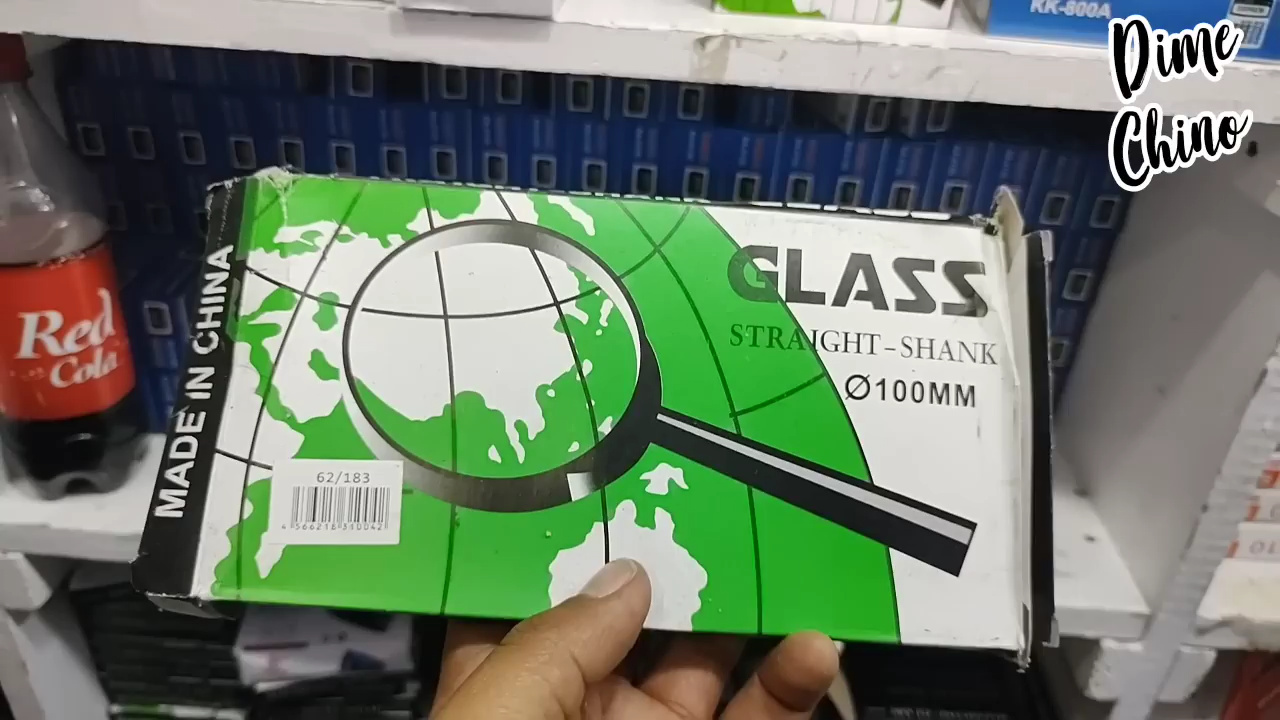 KK-800A
Dime
Chino
GLASS
STRAIGHT-SHANK
Ø100MM
MADE IN CHINA
62/183
Red
Cola